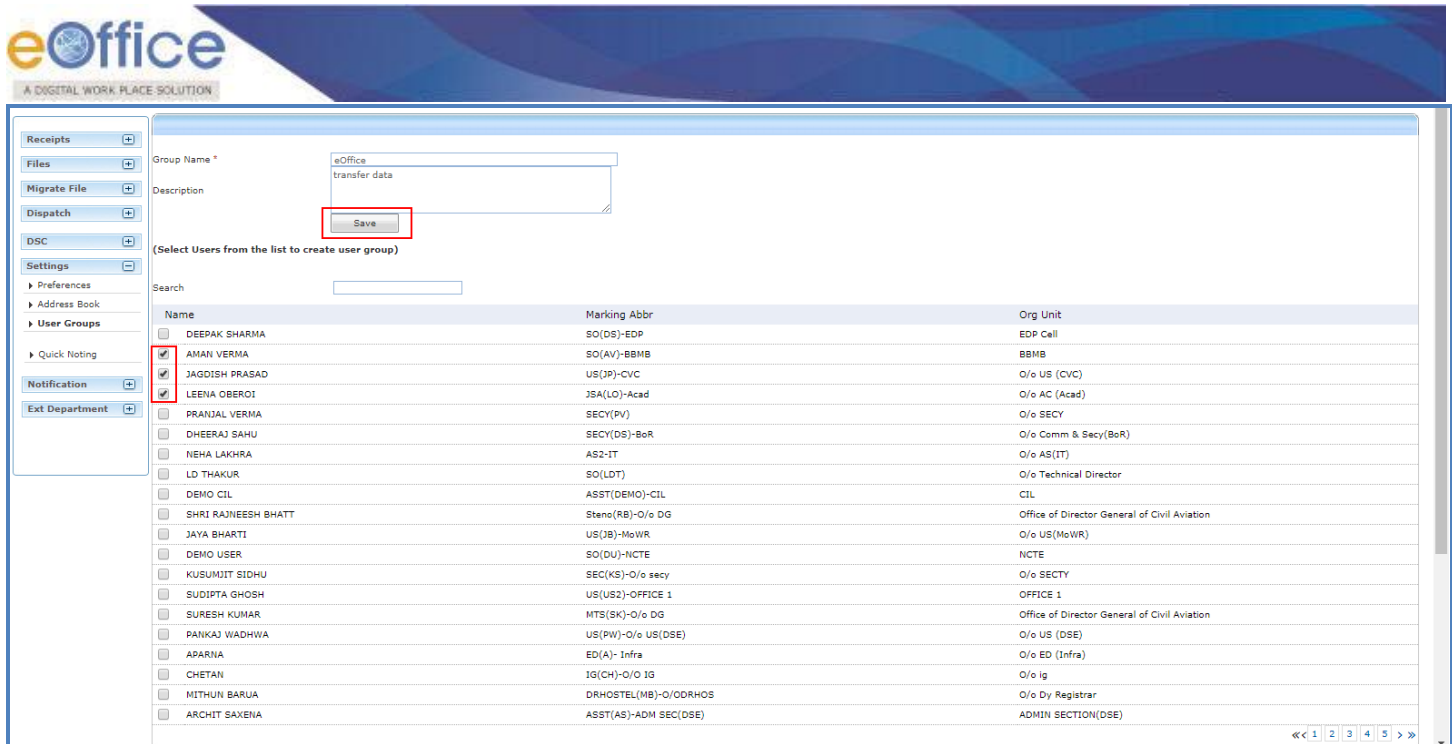 eOffice
A DIGITAL WORK PLACE SOLUTION
Receipts
Files
Migrate File
Dispatch
DSC
Settings
Preferences
Address Book
User Groups
Quick Noting
Notification
Ext Department
Group Name * eOffice
Description transfer data
Save
(Select Users from the list to create user group)
Search
Name Marking Abbr Org Unit
DEEPAK SHARMA SO(DS)-EDP EDP Cell
AMAN VERMA SO(AV)-BBMB BBMB
JAGDISH PRASAD US(JP)-CVC O/o US (CVC)
LEENA OBEROI JSA(LO)-Acad O/o AC (Acad)
PRANJAL VERMA SECY(PV) O/o SECY
DHEERAJ SAHU SECY(DS)-BoR O/o Comm & Secy(BoR)
NEHA LAKHRA AS2-IT O/o AS(IT)
LD THAKUR SO(LDT) O/o Technical Director
DEMO CIL ASST(DEMO)-CIL CIL
SHRI RAJNEESH BHATT Steno(RB)-O/o DG Office of Director General of Civil Aviation
JAYA BHARTI US(JB)-MoWR O/o US(MoWR)
DEMO USER SO(DU)-NCTE NCTE
KUSUMJIT SIDHU SEC(KS)-O/o secy O/o SECTY
SUDIPTA GHOSH US(US2)-OFFICE 1 OFFICE 1
SURESH KUMAR MTS(SK)-O/o DG Office of Director General of Civil Aviation
PANKAJ WADHWA US(PW)-O/o US(DSE) O/o US (DSE)
APARNA ED(A)- Infra O/o ED (Infra)
CHETAN IG(CH)-O/O IG O/o ig
MITHUN BARUA DRHOSTEL(MB)-O/ODRHOS O/o Dy Registrar
ARCHIT SAXENA ASST(AS)-ADM SEC(DSE) ADMIN SECTION(DSE)
« < 1 2 3 4 5 > »